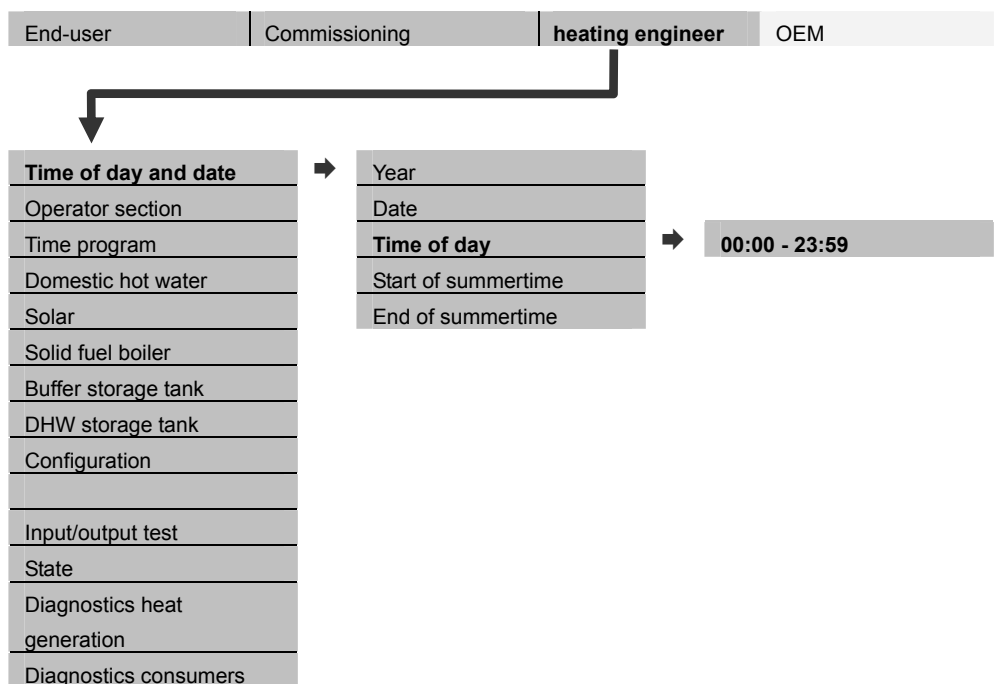 End-user Commissioning heating engineer OEM
Time of day and date
Operator section
Time program
Domestic hot water
Solar
Solid fuel boiler
Buffer storage tank
DHW storage tank
Configuration
Input/output test
State
Diagnostics heat
generation
Diagnostics consumers
Year
Date
Time of day
Start of summertime
End of summertime
00:00 - 23:59